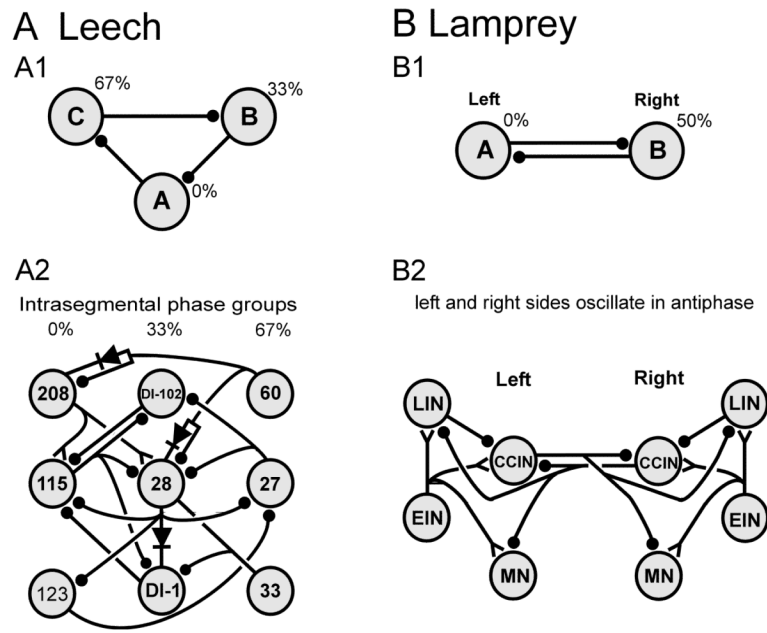 A Leech
B Lamprey
A1
67%
33%
C
B
A
0%
B1
Left
Right
0%
50%
A
B
A2
Intrasegmental phase groups
0% 33% 67%
208
DI-102
60
115
28
27
123
DI-1
33
B2
left and right sides oscillate in antiphase
Left
Right
LIN
LIN
CCIN
CCIN
EIN
EIN
MN
MN